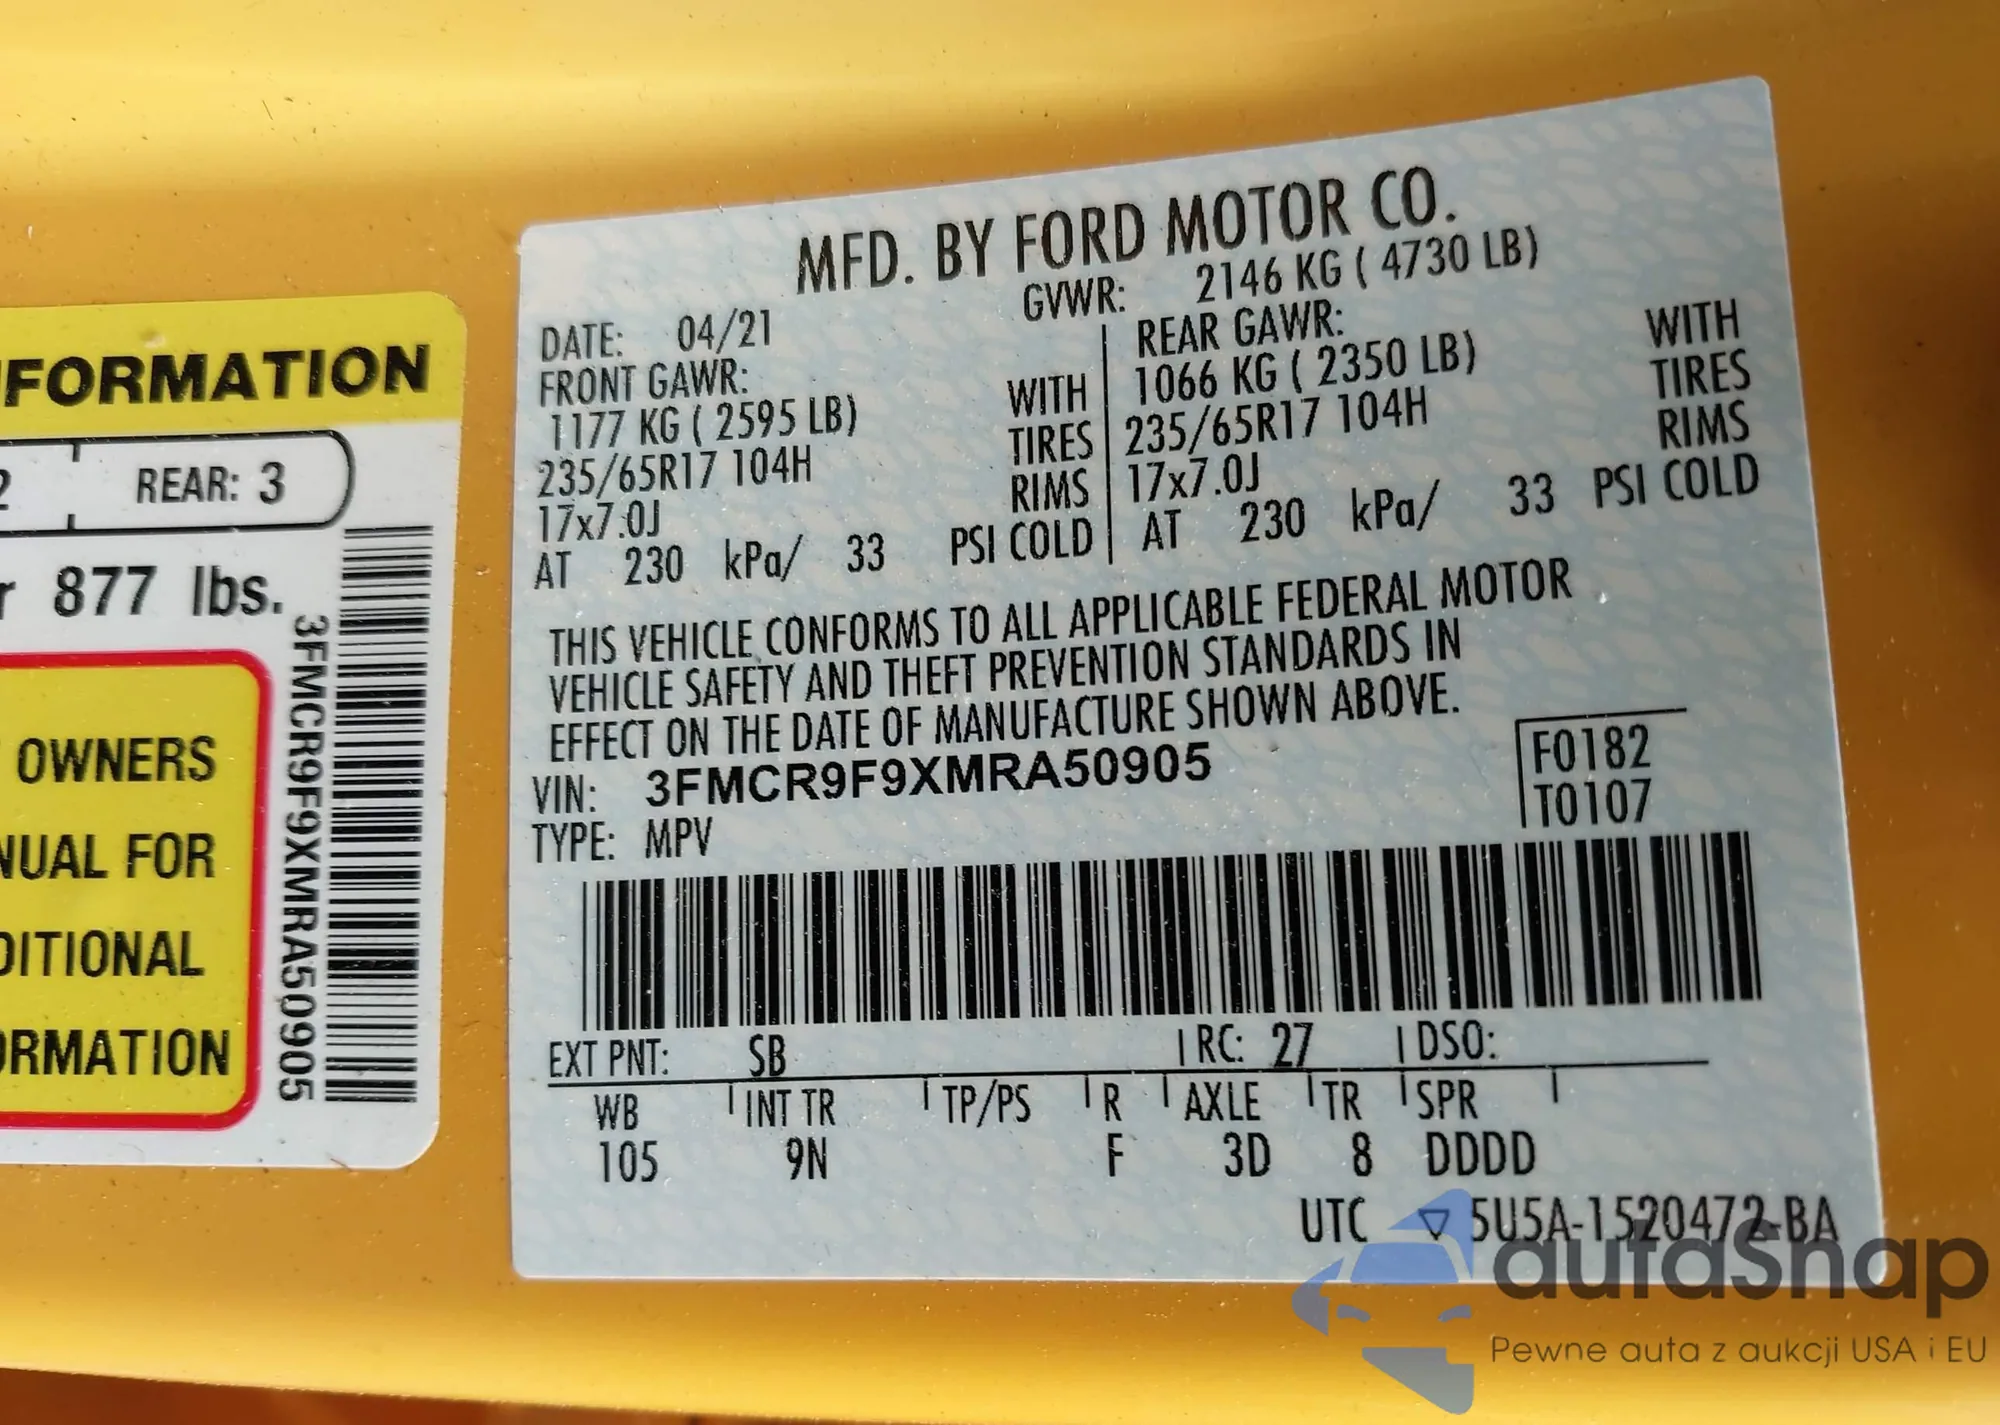 FORMATION
2
REAR: 3
r 877 lbs.
OWNERS
NUAL FOR
DITIONAL
ORMATION
3FMCR9F9XMRA50905
MFD. BY FORD MOTOR CO.
DATE: 04/21 GVWR: 2146 KG ( 4730 LB)
FRONT GAWR: REAR GAWR:
1177 KG ( 2595 LB) WITH 1066 KG ( 2350 LB) WITH
235/65R17 104H TIRES 235/65R17 104H TIRES
17x7.0J RIMS 17x7.0J RIMS
AT 230 kPa/ 33 PSI COLD AT 230 kPa/ 33 PSI COLD
THIS VEHICLE CONFORMS TO ALL APPLICABLE FEDERAL MOTOR
VEHICLE SAFETY AND THEFT PREVENTION STANDARDS IN
EFFECT ON THE DATE OF MANUFACTURE SHOWN ABOVE.
VIN: 3FMCR9F9XMRA50905 F0182
TYPE: MPV T0107
EXT PNT: SB RC: 27 DSO:
WB INT TR TP/PS R AXLE TR SPR
105 9N F 3D 8 DDDD
UTC ▽ 5U5A-1520472-BA
autaSnap
Pewne auta z aukcji USA i EU